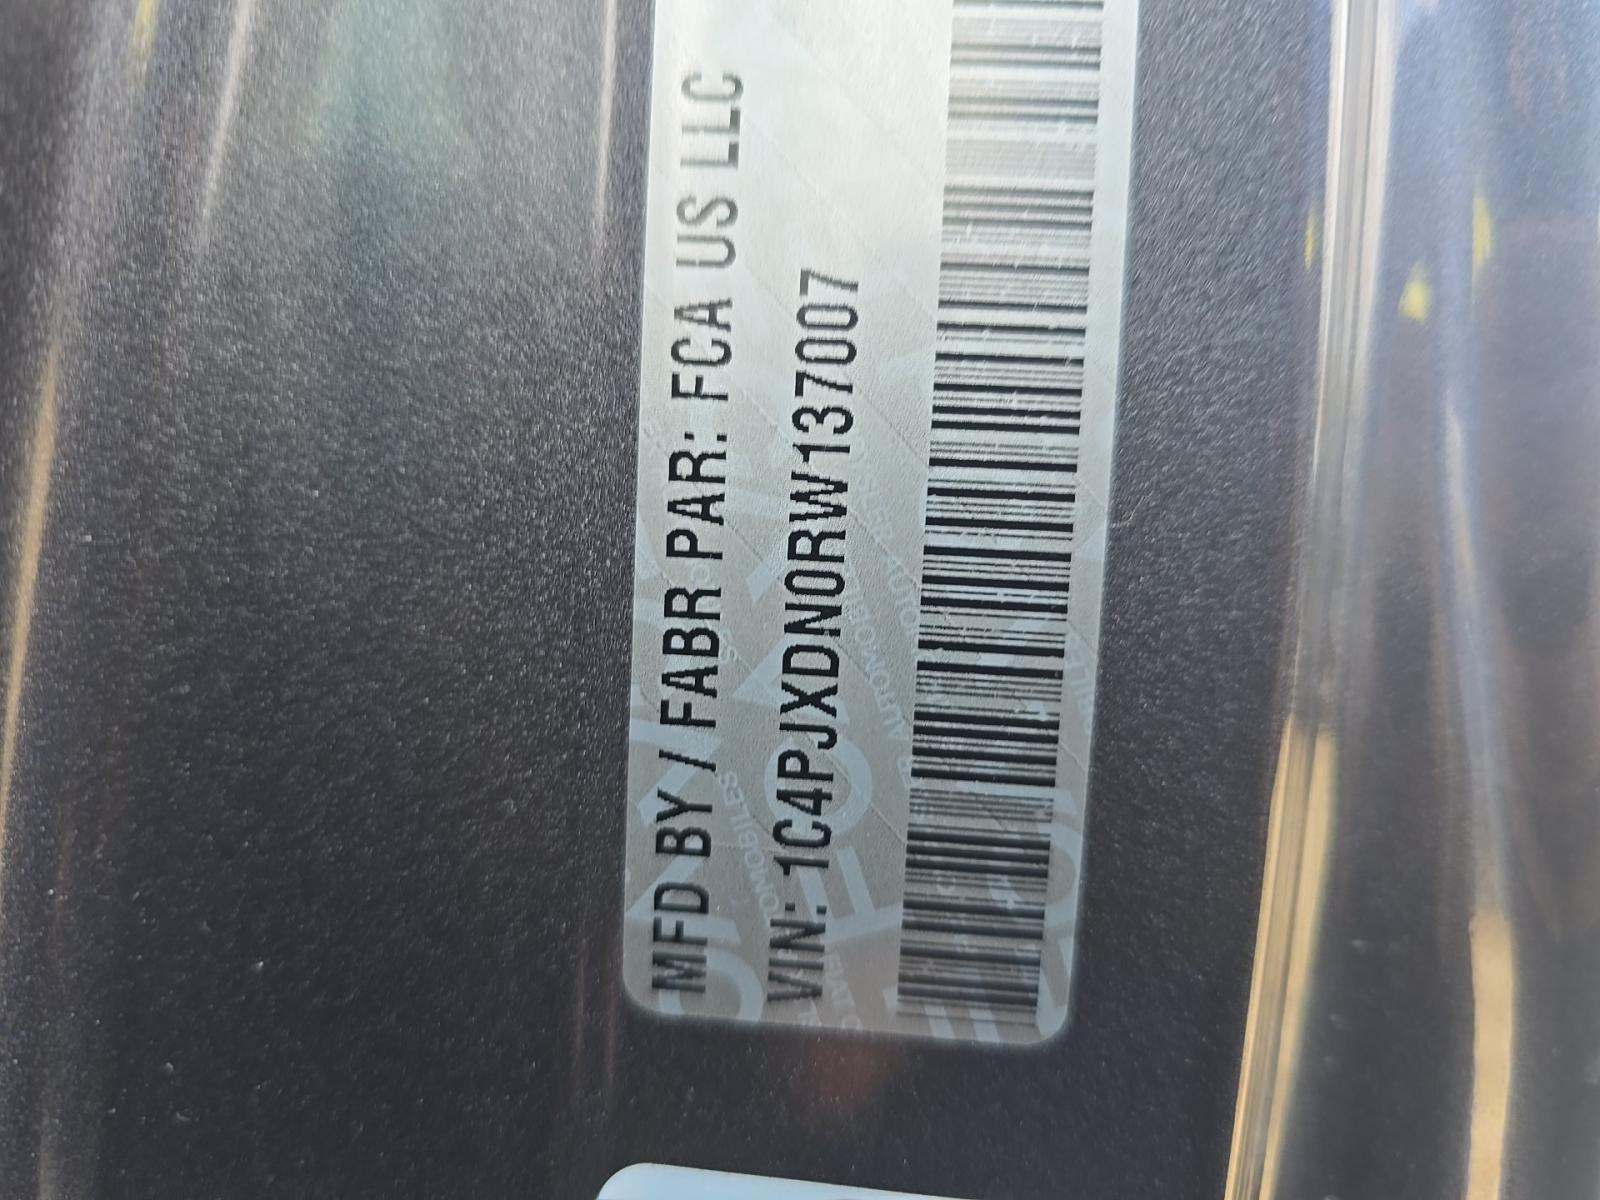 MFD BY / FABR PAR: FCA US LLC
VIN: 1C4PJXDN0RW137007